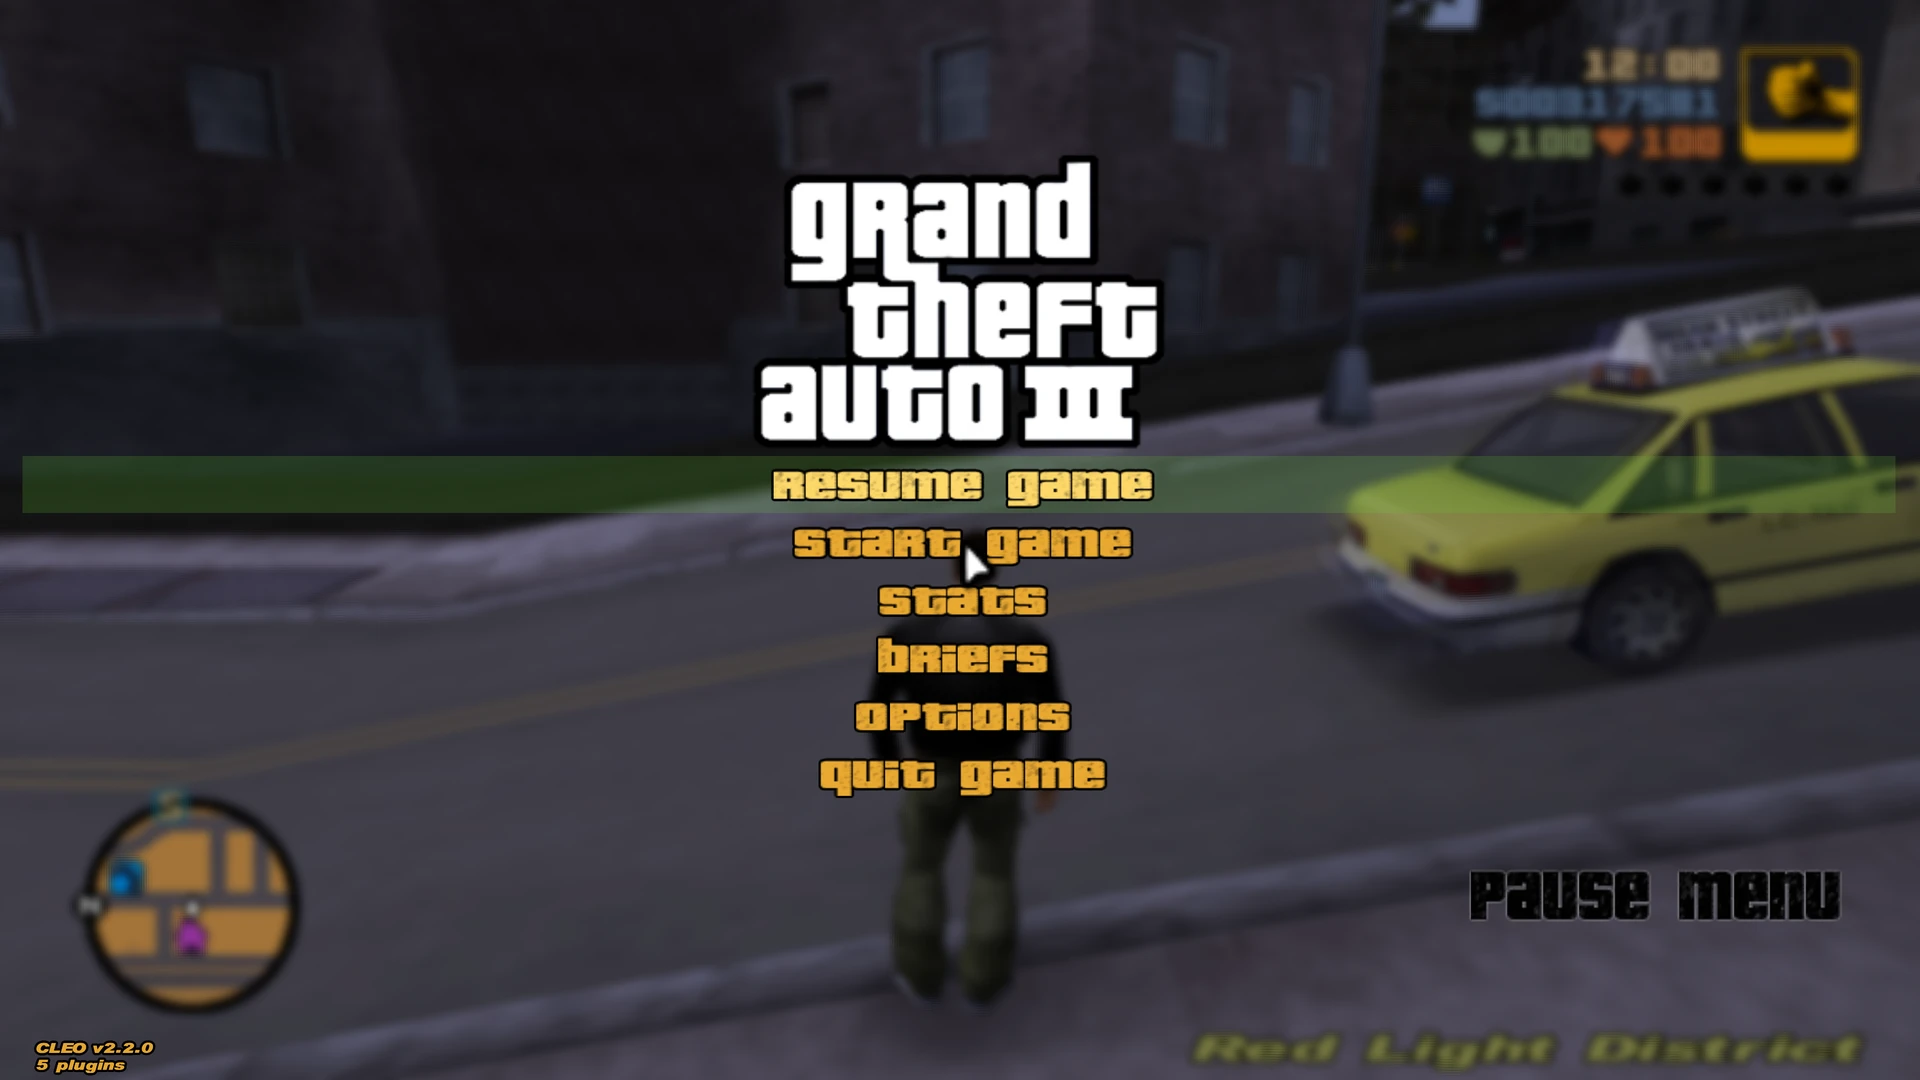 12:00
$00317581
100 100
grand
theft
auto III
Resume game
Start game
Stats
Briefs
Options
Quit game
N
Pause menu
Red Light District
CLEO v2.2.0
5 plugins